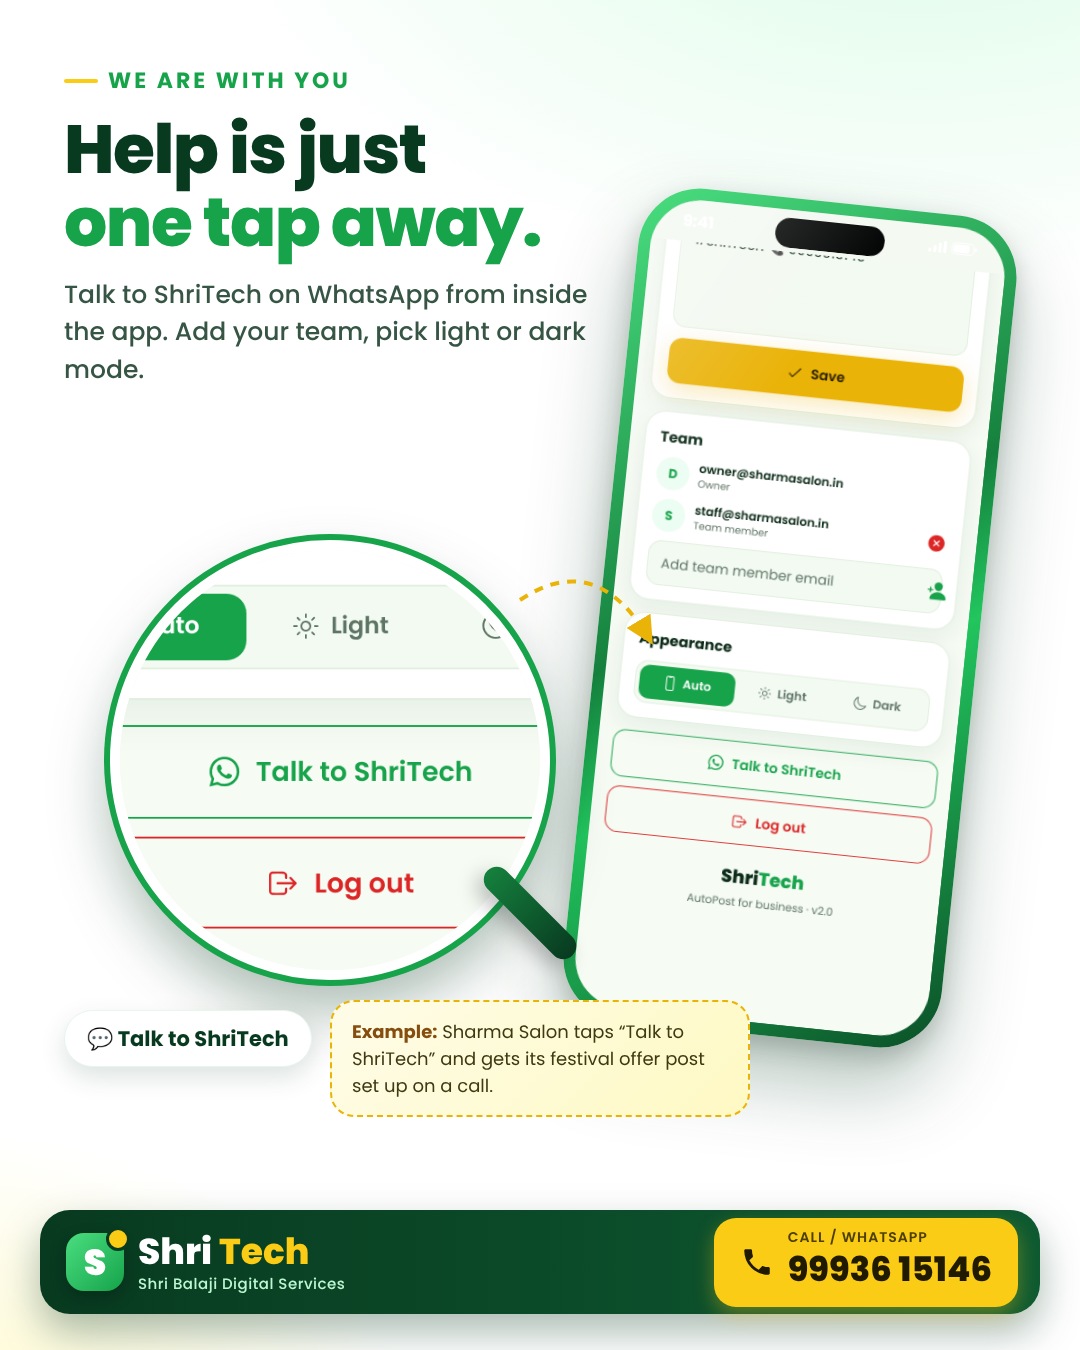 WE ARE WITH YOU
Help is just
one tap away.
Talk to ShriTech on WhatsApp from inside
the app. Add your team, pick light or dark
mode.
9:41
Save
Team
D
owner@sharmasalon.in
Owner
S
staff@sharmasalon.in
Team member
Add team member email
Appearance
Auto
Light
Dark
Talk to ShriTech
Log out
ShriTech
AutoPost for business · v2.0
uto
Light
Talk to ShriTech
Log out
💬 Talk to ShriTech
Example: Sharma Salon taps “Talk to
ShriTech” and gets its festival offer post
set up on a call.
S
Shri Tech
Shri Balaji Digital Services
CALL / WHATSAPP
99936 15146